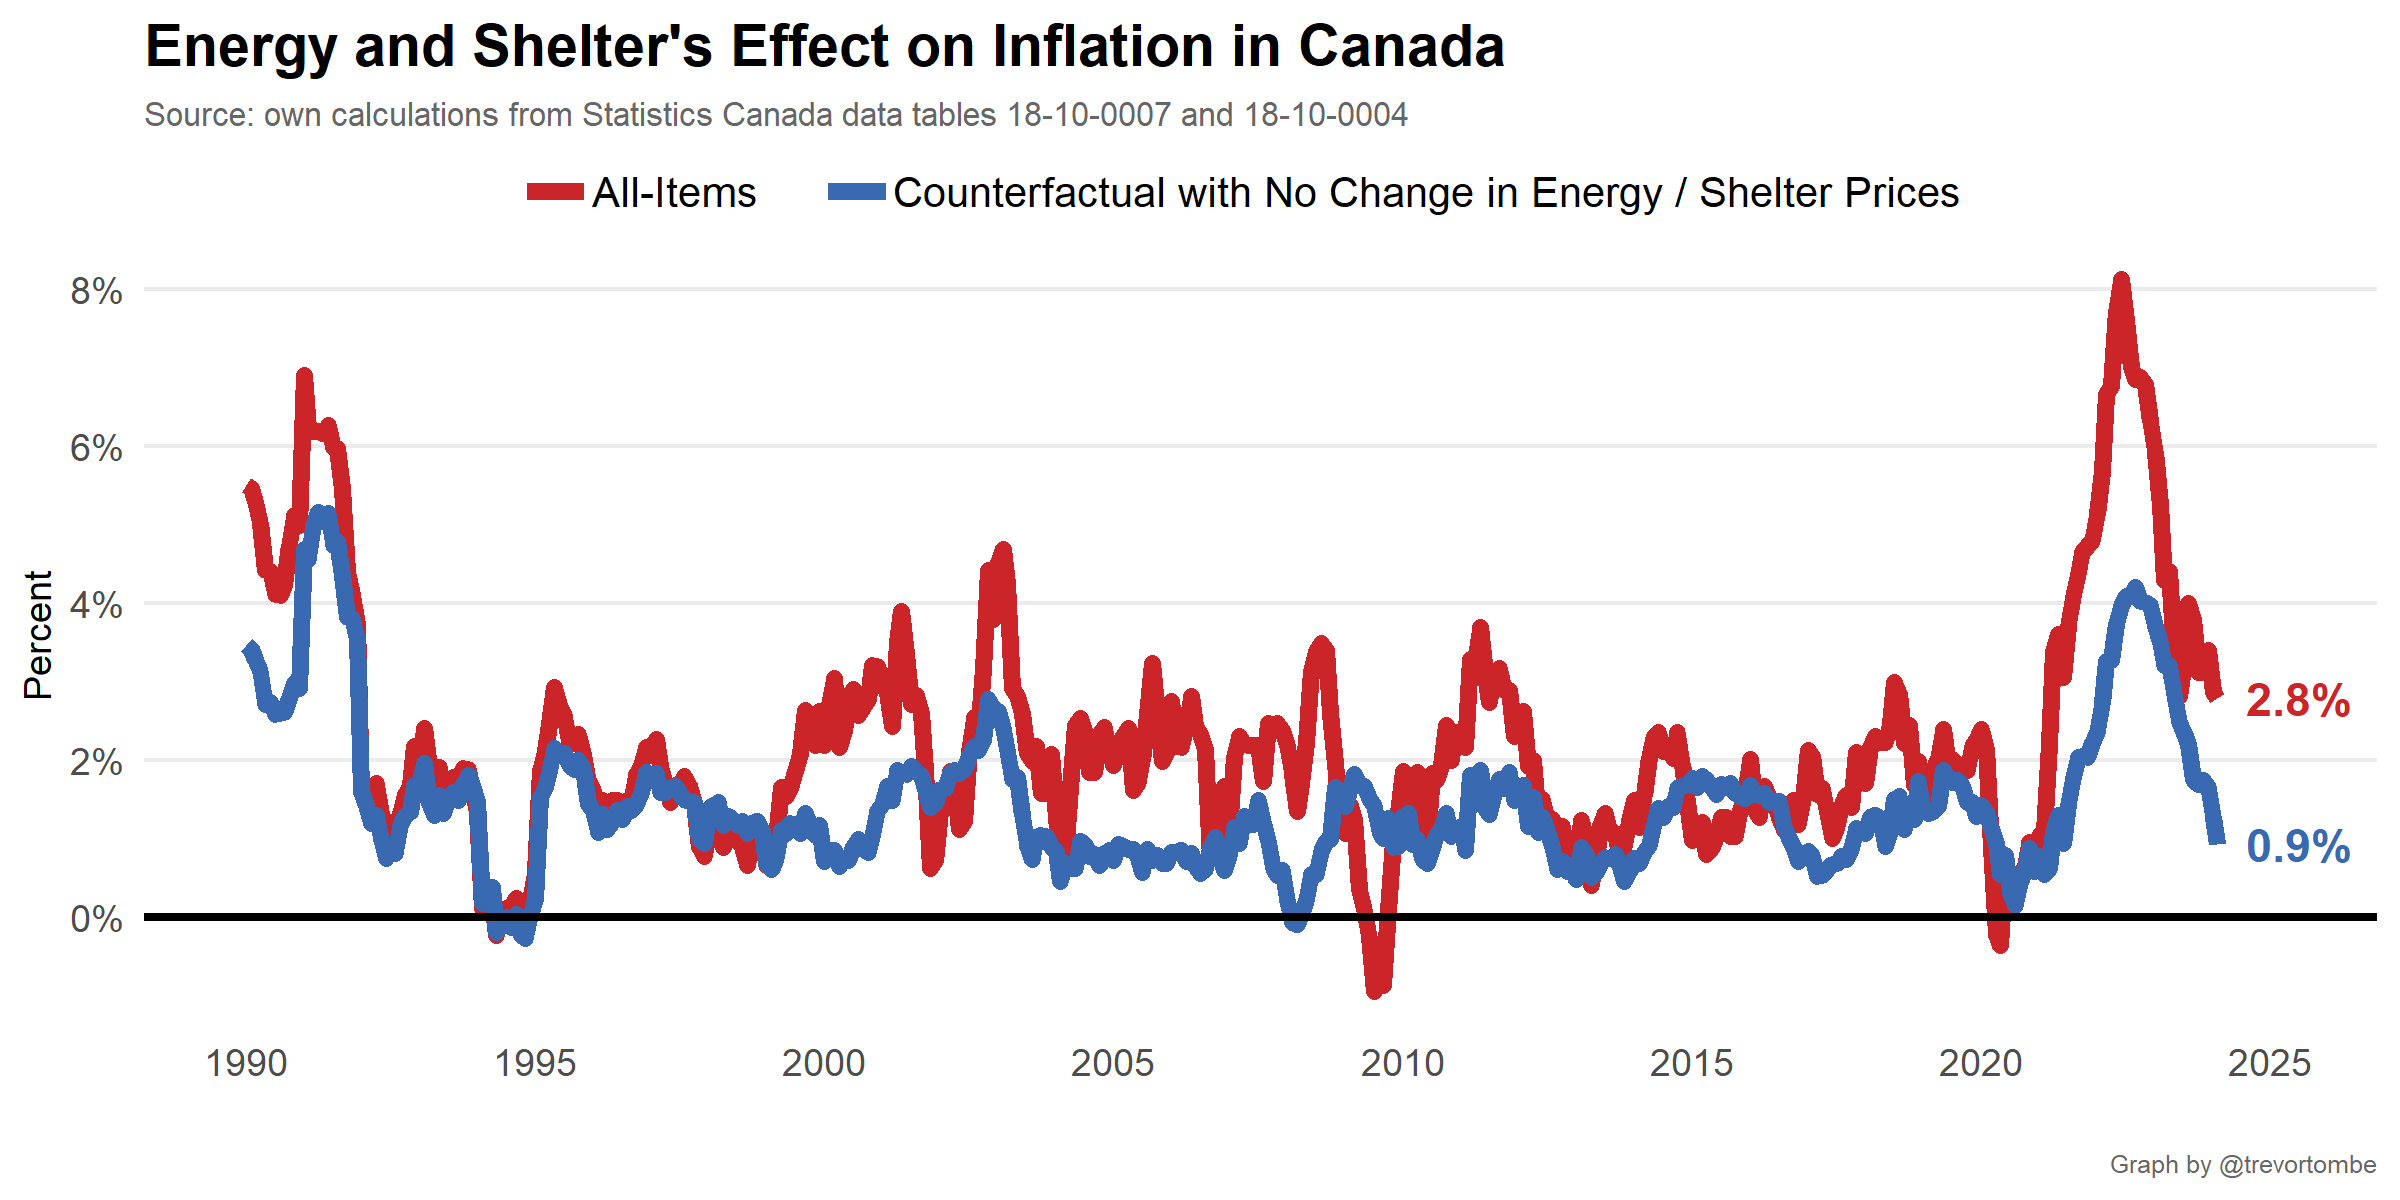 Energy and Shelter's Effect on Inflation in Canada
Source: own calculations from Statistics Canada data tables 18-10-0007 and 18-10-0004
All-Items
Counterfactual with No Change in Energy / Shelter Prices
Percent
8%
6%
4%
2%
0%
2.8%
0.9%
1990
1995
2000
2005
2010
2015
2020
2025
Graph by @trevortombe